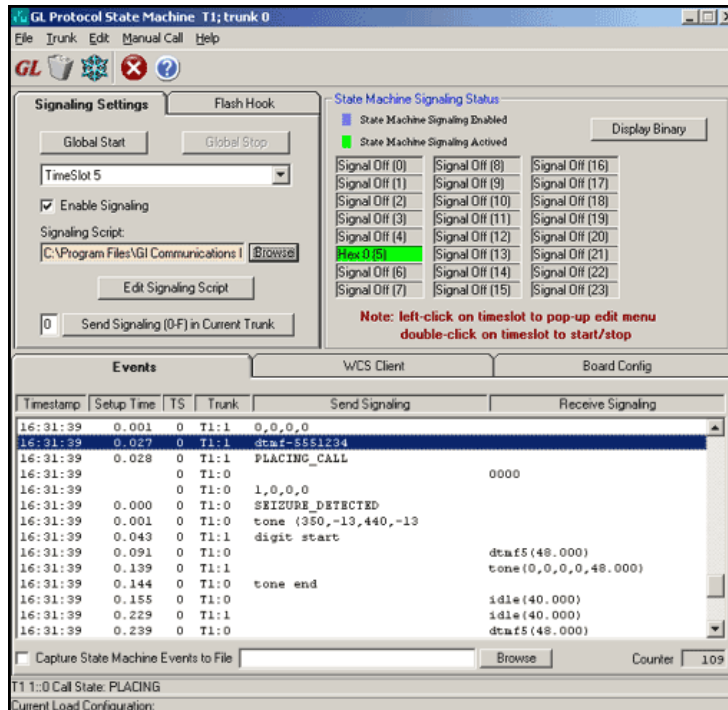 GL Protocol State Machine T1; trunk 0
File Trunk Edit Manual Call Help
GL
Signaling Settings Flash Hook
Global Start Global Stop
TimeSlot 5
Enable Signaling
Signaling Script:
C:\Program Files\Gl Communications I Browse
Edit Signaling Script
0 Send Signaling (0-F) in Current Trunk
State Machine Signaling Status
State Machine Signaling Enabled
State Machine Signaling Actived
Display Binary
Signal Off (0) Signal Off (8) Signal Off (16)
Signal Off (1) Signal Off (9) Signal Off (17)
Signal Off (2) Signal Off (10) Signal Off (18)
Signal Off (3) Signal Off (11) Signal Off (19)
Signal Off (4) Signal Off (12) Signal Off (20)
Hex 0 (5) Signal Off (13) Signal Off (21)
Signal Off (6) Signal Off (14) Signal Off (22)
Signal Off (7) Signal Off (15) Signal Off (23)
Note: left-click on timeslot to pop-up edit menu
double-click on timeslot to start/stop
Events WCS Client Board Config
Timestamp Setup Time TS Trunk Send Signaling Receive Signaling
16:31:39 0.001 0 T1:1 0,0,0,0
16:31:39 0.027 0 T1:1 dtmf-5551234
16:31:39 0.028 0 T1:1 PLACING_CALL
16:31:39 0 T1:0 0000
16:31:39 0 T1:0 1,0,0,0
16:31:39 0.000 0 T1:0 SEIZURE_DETECTED
16:31:39 0.001 0 T1:0 tone (350,-13,440,-13
16:31:39 0.043 0 T1:1 digit start
16:31:39 0.091 0 T1:0 dtmf5(48.000)
16:31:39 0.139 0 T1:1 tone(0,0,0,0,48.000)
16:31:39 0.144 0 T1:0 tone end
16:31:39 0.155 0 T1:0 idle(40.000)
16:31:39 0.229 0 T1:1 idle(40.000)
16:31:39 0.239 0 T1:0 dtmf5(48.000)
Capture State Machine Events to File Browse Counter 109
T1 1::0 Call State: PLACING
Current Load Configuration: